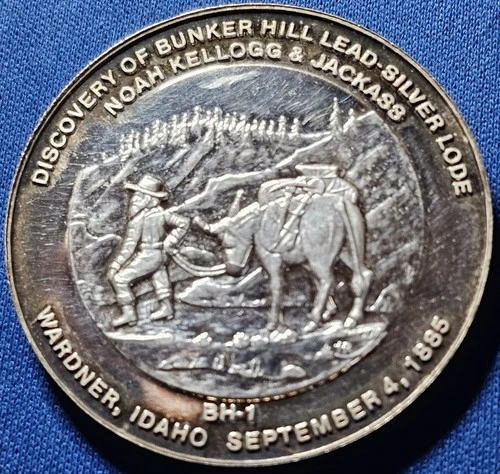 DISCOVERY OF BUNKER HILL LEAD-SILVER LODE
NOAH KELLOGG & JACKASS
BH-1
WARDNER, IDAHO SEPTEMBER 4, 1885